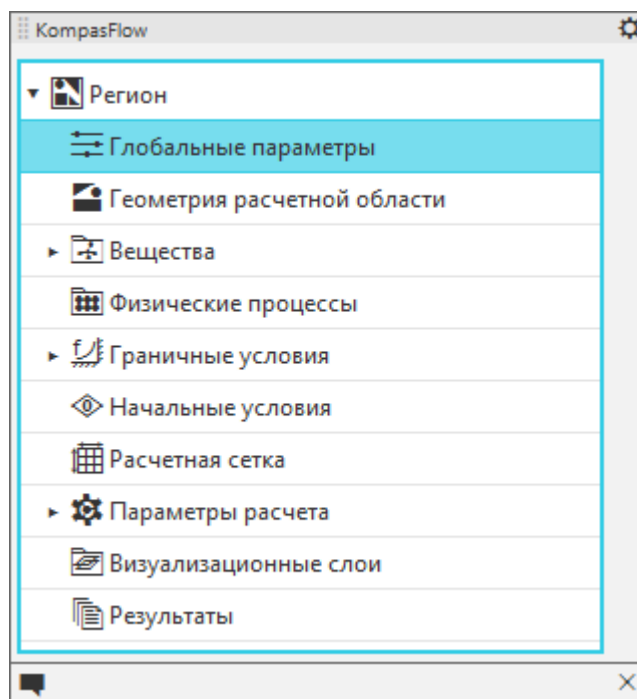 KompasFlow
Регион
Глобальные параметры
Геометрия расчетной области
Вещества
Физические процессы
Граничные условия
Начальные условия
Расчетная сетка
Параметры расчета
Визуализационные слои
Результаты